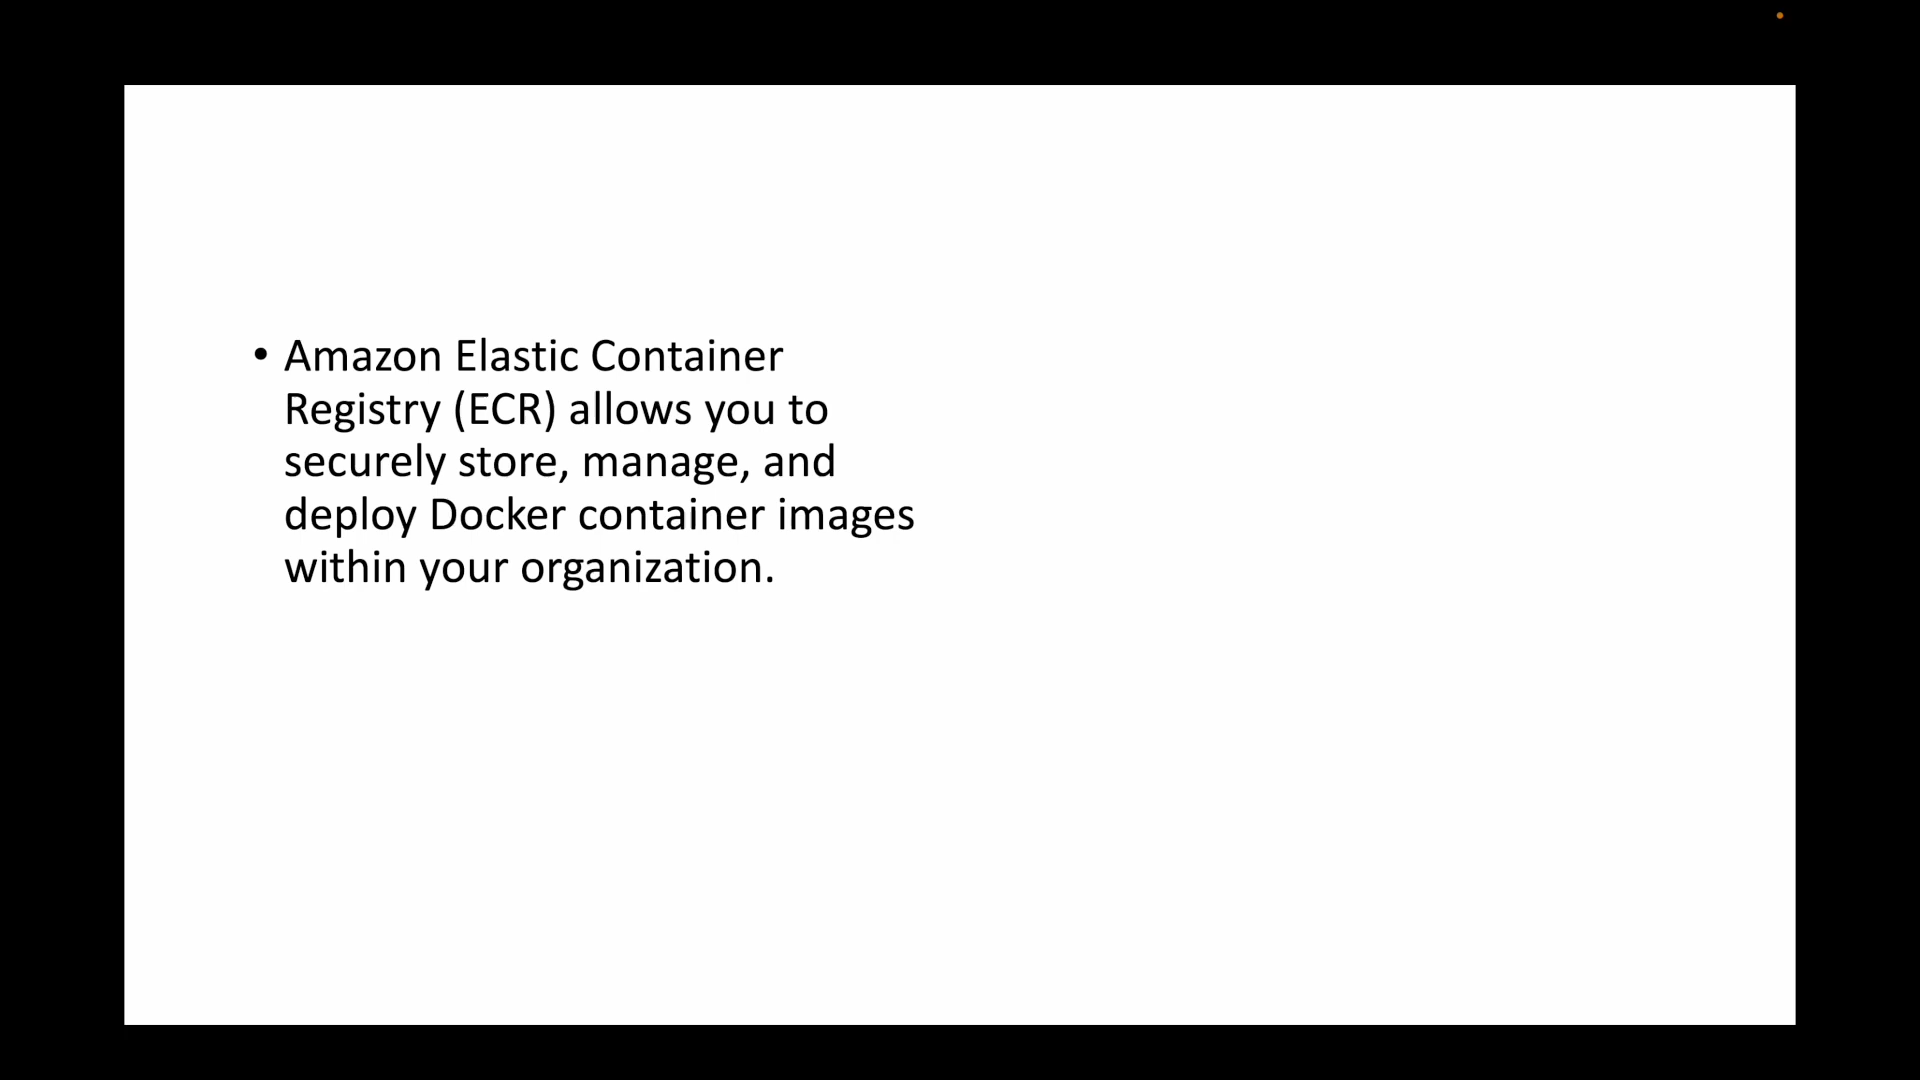 • Amazon Elastic Container
Registry (ECR) allows you to
securely store, manage, and
deploy Docker container images
within your organization.